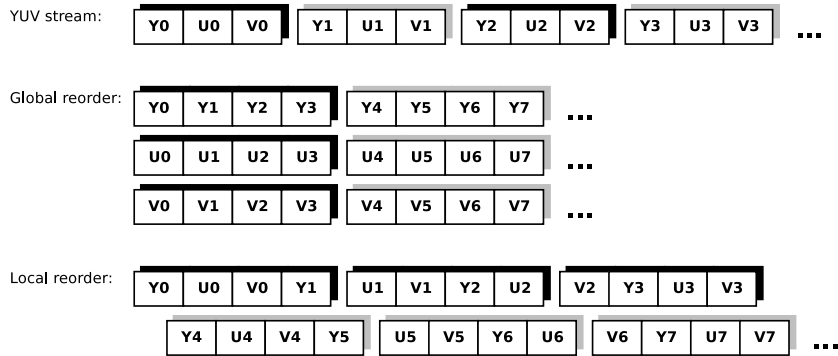 YUV stream: Y0 U0 V0 Y1 U1 V1 Y2 U2 V2 Y3 U3 V3 ...
Global reorder: Y0 Y1 Y2 Y3 Y4 Y5 Y6 Y7 ...
U0 U1 U2 U3 U4 U5 U6 U7 ...
V0 V1 V2 V3 V4 V5 V6 V7 ...
Local reorder: Y0 U0 V0 Y1 U1 V1 Y2 U2 V2 Y3 U3 V3
Y4 U4 V4 Y5 U5 V5 Y6 U6 V6 Y7 U7 V7 ...